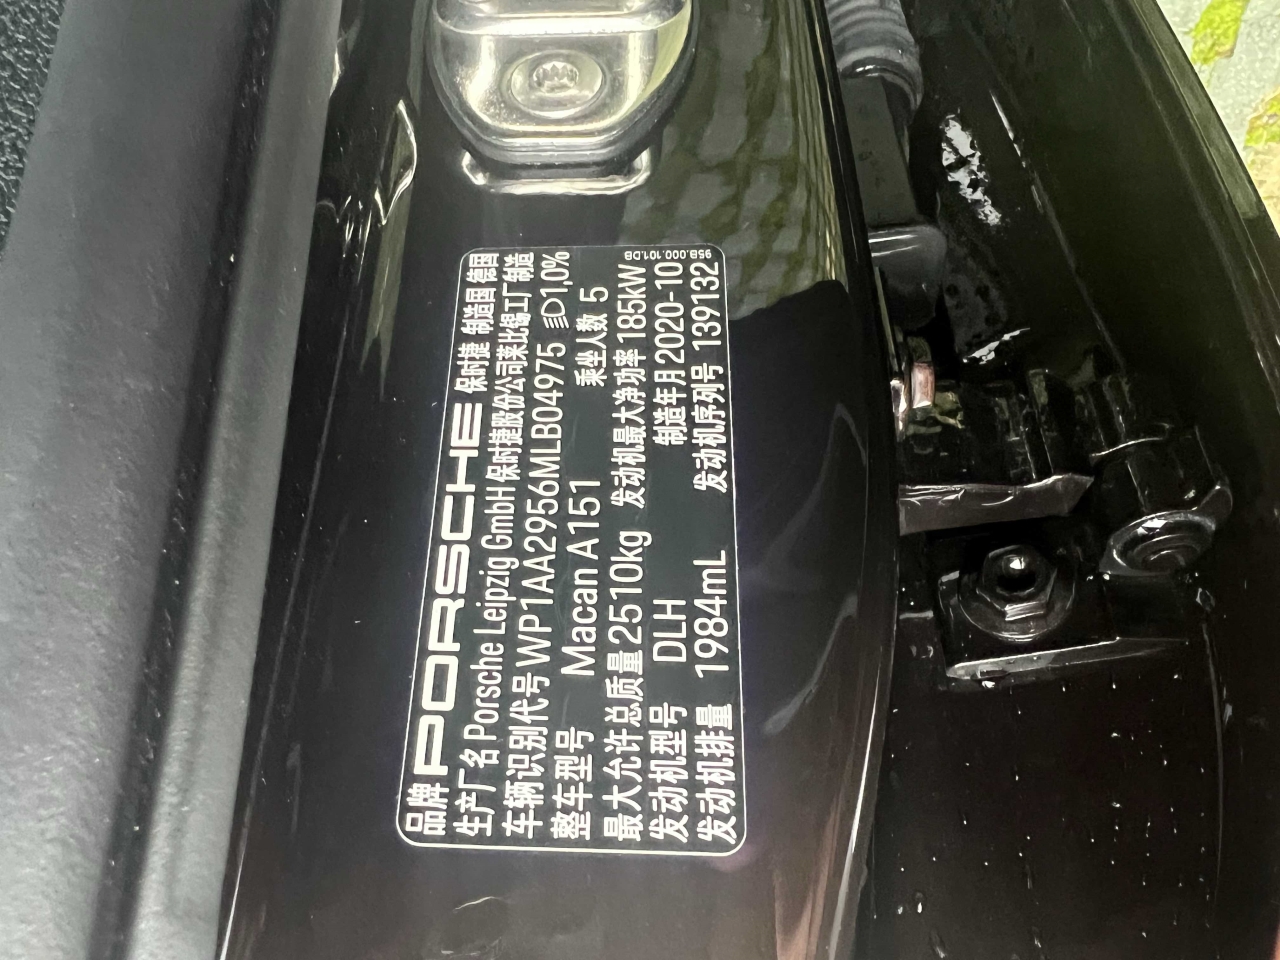 品牌 PORSCHE 保时捷 制造国 德国
生产厂名 Porsche Leipzig GmbH 保时捷股份公司莱比锡工厂制造
车辆识别代号 WP1AA2956MLB04975 1,0%
整车型号 Macan A151 乘坐人数 5
最大允许总质量 2510kg 发动机最大净功率 185kW
发动机型号 DLH 制造年月 2020-10
发动机排量 1984mL 发动机序列号 139132
95B.000.101.DB